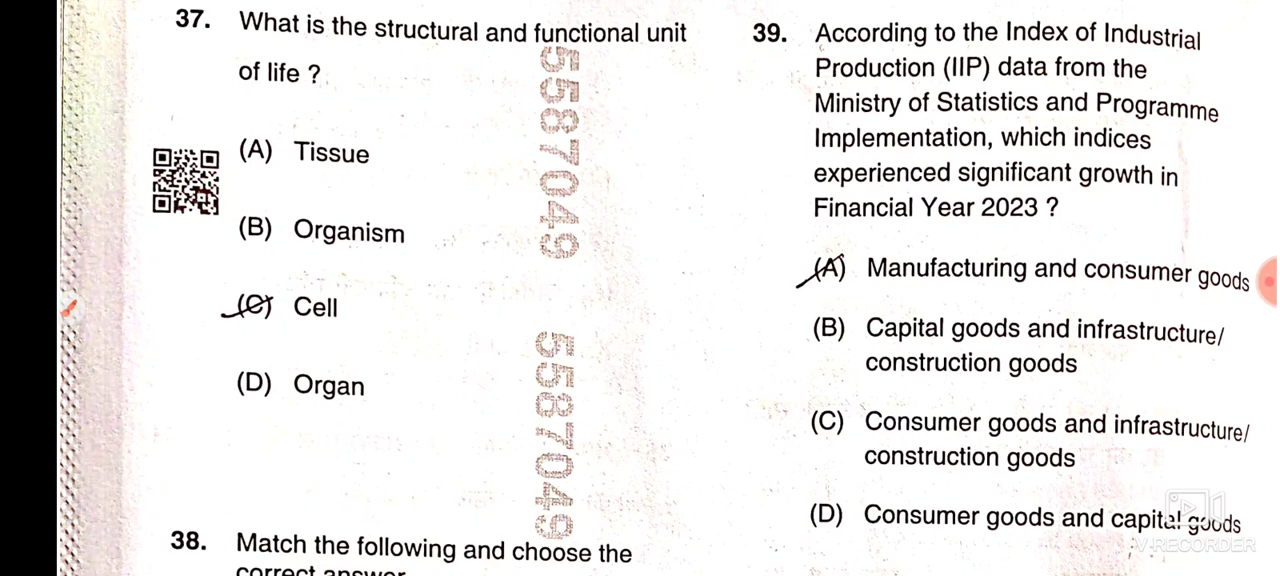 37. What is the structural and functional unit
of life ?
(A) Tissue
(B) Organism
(C) Cell
(D) Organ
38. Match the following and choose the
correct answer
5587049
5587049
39. According to the Index of Industrial
Production (IIP) data from the
Ministry of Statistics and Programme
Implementation, which indices
experienced significant growth in
Financial Year 2023 ?
(A) Manufacturing and consumer goods
(B) Capital goods and infrastructure/
construction goods
(C) Consumer goods and infrastructure/
construction goods
(D) Consumer goods and capital goods
V RECORDER